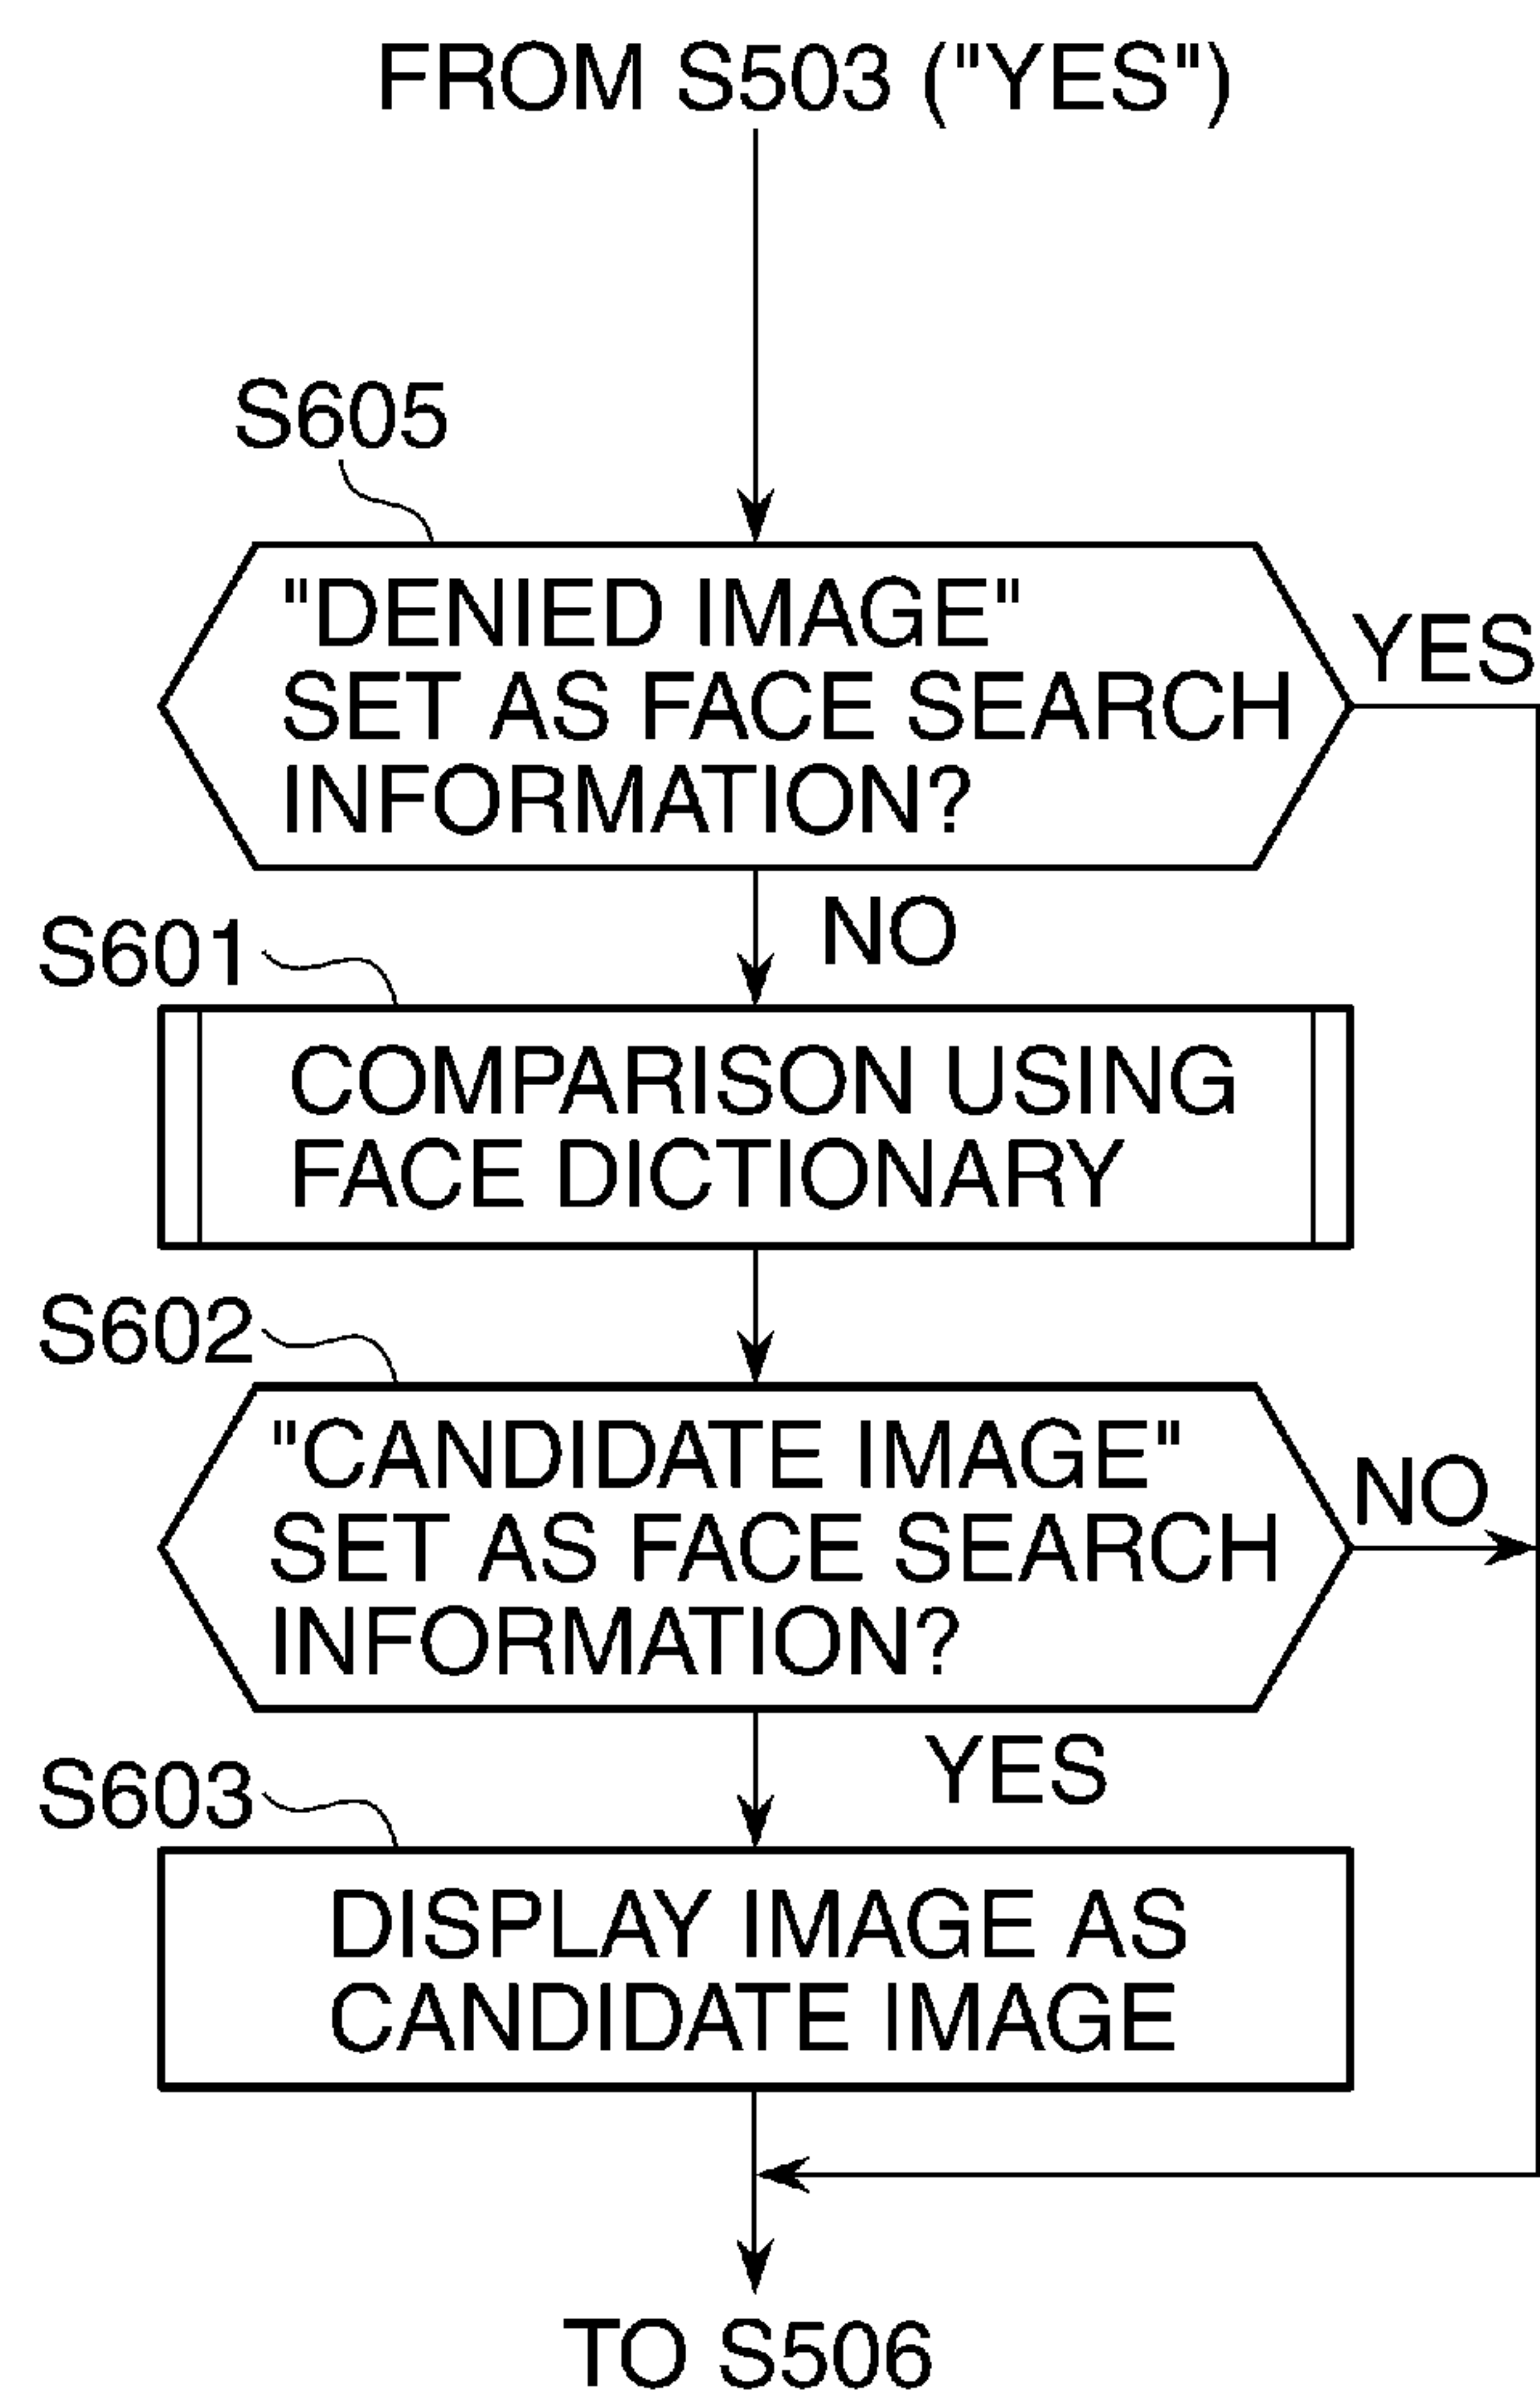 FROM S503 ("YES")
S605
"DENIED IMAGE"
SET AS FACE SEARCH
INFORMATION?
YES
NO
S601
COMPARISON USING
FACE DICTIONARY
S602
"CANDIDATE IMAGE"
SET AS FACE SEARCH
INFORMATION?
NO
YES
S603
DISPLAY IMAGE AS
CANDIDATE IMAGE
TO S506